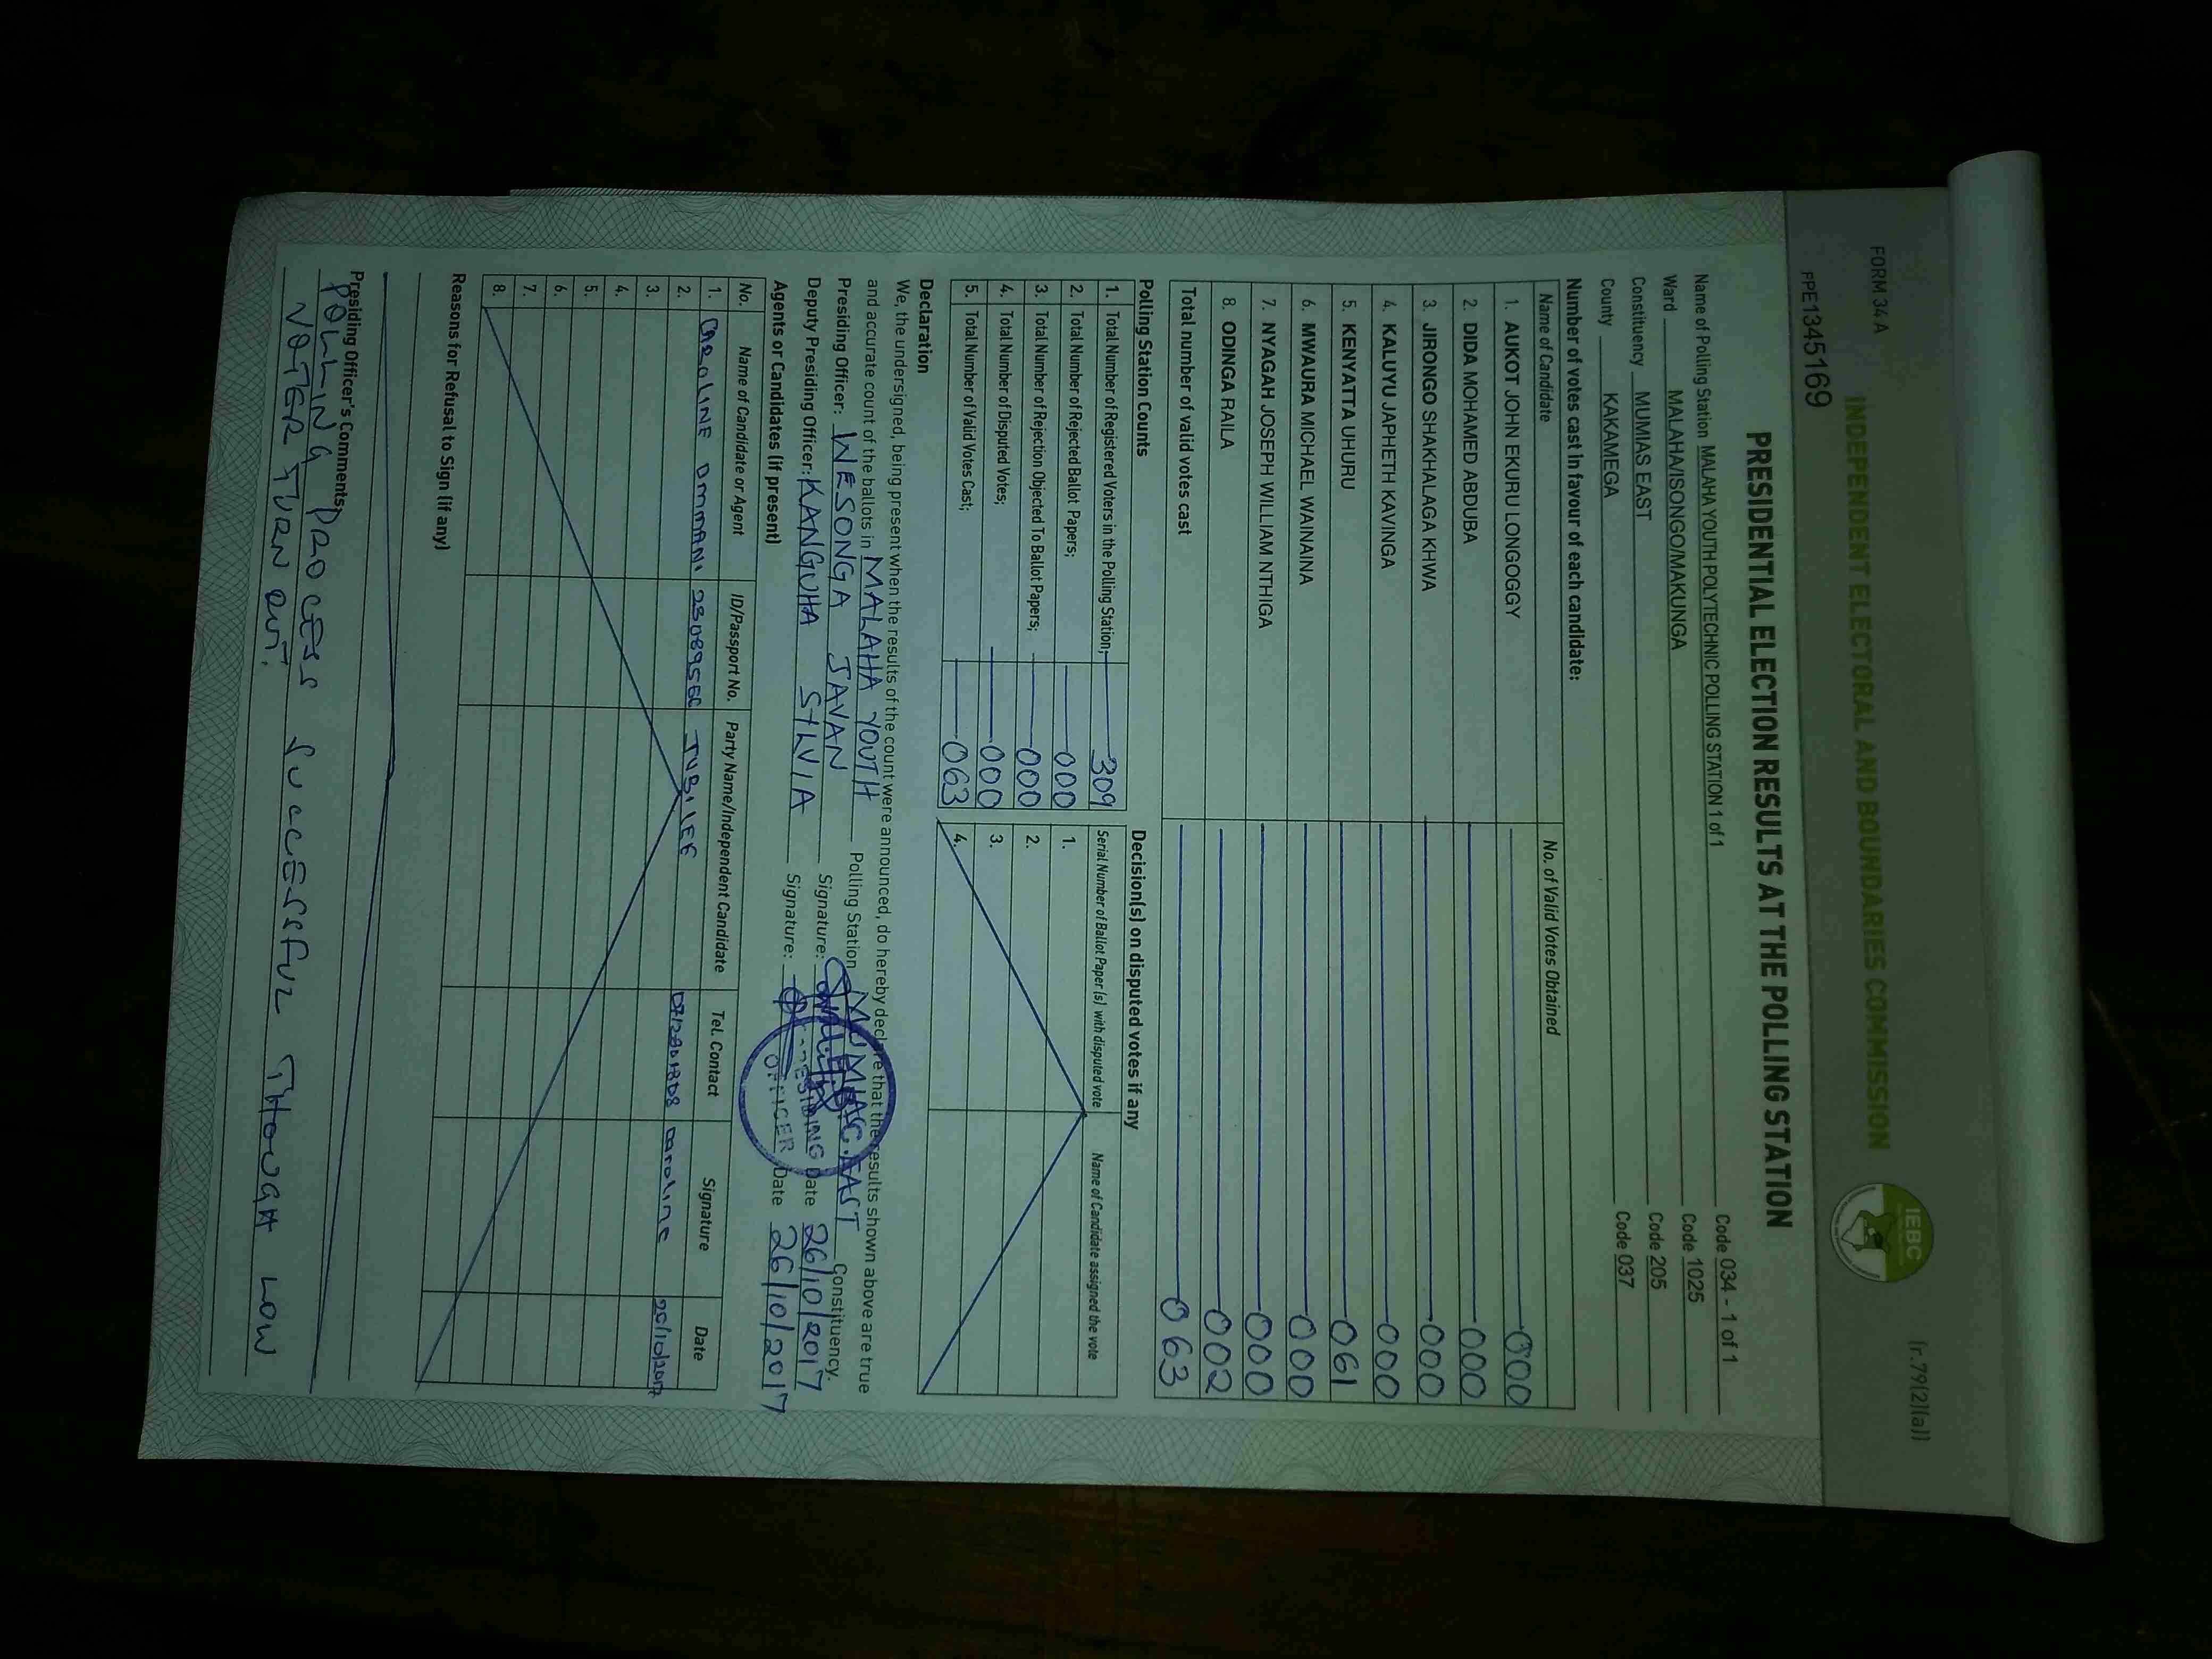 FORM 34 A
(r.79(2)(a))
INDEPENDENT ELECTORAL AND BOUNDARIES COMMISSION
IEBC
PPE1345169
PRESIDENTIAL ELECTION RESULTS AT THE POLLING STATION
Name of Polling Station MALAHA YOUTH POLYTECHNIC POLLING STATION 1 of 1 Code 034 - 1 of 1
Ward MALAHA/ISONGO/MAKUNGA Code 1025
Constituency MUMIAS EAST Code 205
County KAKAMEGA Code 037
Number of votes cast in favour of each candidate:
Name of Candidate No. of Valid Votes Obtained
1. AUKOT JOHN EKURU LONGOGGY 000
2. DIDA MOHAMED ABDUBA 000
3. JIRONGO SHAKHALAGA KHWA 000
4. KALUYU JAPHETH KAVINGA 000
5. KENYATTA UHURU 061
6. MWAURA MICHAEL WAINAINA 000
7. NYAGAH JOSEPH WILLIAM NTHIGA 000
8. ODINGA RAILA 002
Total number of valid votes cast 063
Polling Station Counts
1. Total Number of Registered Voters in the Polling Station; 309
2. Total Number of Rejected Ballot Papers; 000
3. Total Number of Rejection Objected To Ballot Papers; 000
4. Total Number of Disputed Votes; 000
5. Total Number of Valid Votes Cast; 063
Decision(s) on disputed votes if any
Serial Number of Ballot Paper (s) with disputed vote Name of Candidate assigned the vote
1.
2.
3.
4.
Declaration
We, the undersigned, being present when the results of the count were announced, do hereby declare that the results shown above are true
and accurate count of the ballots in MALAHA YOUTH Polling Station MUMIAS EAST Constituency.
Presiding Officer: WESONGA JAVAN Signature: Date 26/10/2017
Deputy Presiding Officer: KANGUHA SILVIA Signature: Date 26/10/2017
PRESIDING
OFFICER
Agents or Candidates (if present)
No. Name of Candidate or Agent ID/Passport No. Party Name/Independent Candidate Tel. Contact Signature Date
1. CAROLINE JUBILEE Caroline 26/10/2017
2.
3.
4.
5.
6.
7.
8.
Reasons for Refusal to Sign (if any)
Presiding Officer's Comments;
POLLING PROCESS SUCCESSFUL THOUGH LOW
VOTER TURN OUT.